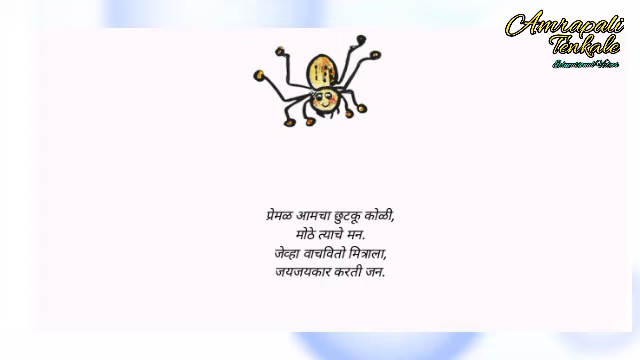 Amrapali
Tenkale
प्रेमळ आमचा छुटकू कोळी,
मोठे त्याचे मन.
जेव्हा वाचवितो मित्राला,
जयजयकार करती जन.